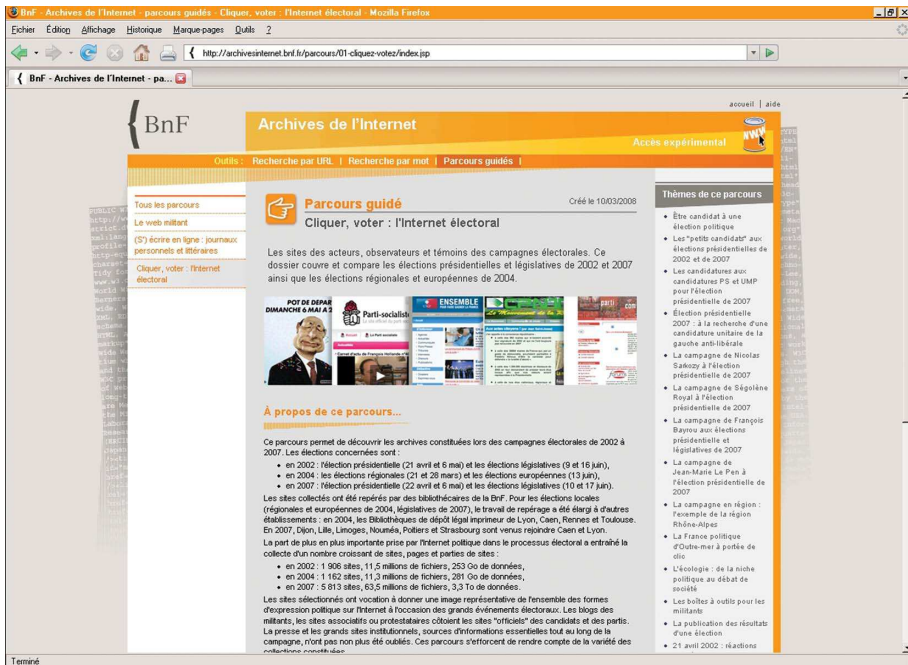 BnF - Archives de l'Internet - parcours guidés - Cliquer, voter : l'Internet électoral - Mozilla Firefox
Fichier Édition Affichage Historique Marque-pages Outils ?
http://archivesinternet.bnf.fr/parcours/01-cliquez-votez/index.jsp
BnF - Archives de l'Internet - pa...
accueil | aide
BnF
Archives de l'Internet
Accès expérimental
WWW
Outils : Recherche par URL | Recherche par mot | Parcours guidés |
Tous les parcours
Le web militant
(S') écrire en ligne : journaux
personnels et littéraires
Cliquer, voter : l'Internet
électoral
Parcours guidé
Créé le 10/03/2008
Cliquer, voter : l'Internet électoral
Les sites des acteurs, observateurs et témoins des campagnes électorales. Ce
dossier couvre et compare les élections présidentielles et législatives de 2002 et 2007
ainsi que les élections régionales et européennes de 2004.
POT DE DEPAR
DIMANCHE 6 MAI A 2
Parti-socialiste
ENSEMBLE
parti
À propos de ce parcours...
Ce parcours permet de découvrir les archives constituées lors des campagnes électorales de 2002 à
2007. Les élections concernées sont :
• en 2002 : l'élection présidentielle (21 avril et 6 mai) et les élections législatives (9 et 16 juin),
• en 2004 : les élections régionales (21 et 28 mars) et les élections européennes (13 juin),
• en 2007 : l'élection présidentielle (22 avril et 6 mai) et les élections législatives (10 et 17 juin).
Les sites collectés ont été repérés par des bibliothécaires de la BnF. Pour les élections locales
(régionales et européennes de 2004, législatives de 2007), le travail de repérage a été élargi à d'autres
établissements : en 2004, les Bibliothèques de dépôt légal imprimeur de Lyon, Caen, Rennes et Toulouse.
En 2007, Dijon, Lille, Limoges, Nouméa, Poitiers et Strasbourg sont venus rejoindre Caen et Lyon.
La part de plus en plus importante prise par l'Internet politique dans le processus électoral a entraîné la
collecte d'un nombre croissant de sites, pages et parties de sites :
• en 2002 : 1 906 sites, 11,5 millions de fichiers, 253 Go de données,
• en 2004 : 1 162 sites, 11,3 millions de fichiers, 281 Go de données,
• en 2007 : 5 813 sites, 63,5 millions de fichiers, 3,3 To de données.
Les sites sélectionnés ont vocation à donner une image représentative de l'ensemble des formes
d'expression politique sur l'Internet à l'occasion des grands événements électoraux. Les blogs des
militants, les sites associatifs ou protestataires côtoient les sites "officiels" des candidats et des partis.
La presse et les grands sites institutionnels, sources d'informations essentielles tout au long de la
campagne, n'ont pas non plus été oubliés. Ces parcours s'efforcent de rendre compte de la variété des
collections constituées.
Thèmes de ce parcours
• Être candidat à une
élection politique
• Les "petits candidats" aux
élections présidentielles de
2002 et de 2007
• Les candidatures aux
candidatures PS et UMP
pour l'élection
présidentielle de 2007
• Élection présidentielle
2007 : à la recherche d'une
candidature unitaire de la
gauche anti-libérale
• La campagne de Nicolas
Sarkozy à l'élection
présidentielle de 2007
• La campagne de Ségolène
Royal à l'élection
présidentielle de 2007
• La campagne de François
Bayrou aux élections
présidentielle et
législatives de 2007
• La campagne de
Jean-Marie Le Pen à
l'élection présidentielle de
2007
• La campagne en région :
l'exemple de la région
Rhône-Alpes
• La France politique
d'Outre-mer à portée de
clic
• L'écologie : de la niche
politique au débat de
société
• Les boîtes à outils pour les
militants
• La publication des résultats
d'une élection
• 21 avril 2002 : réactions
Terminé